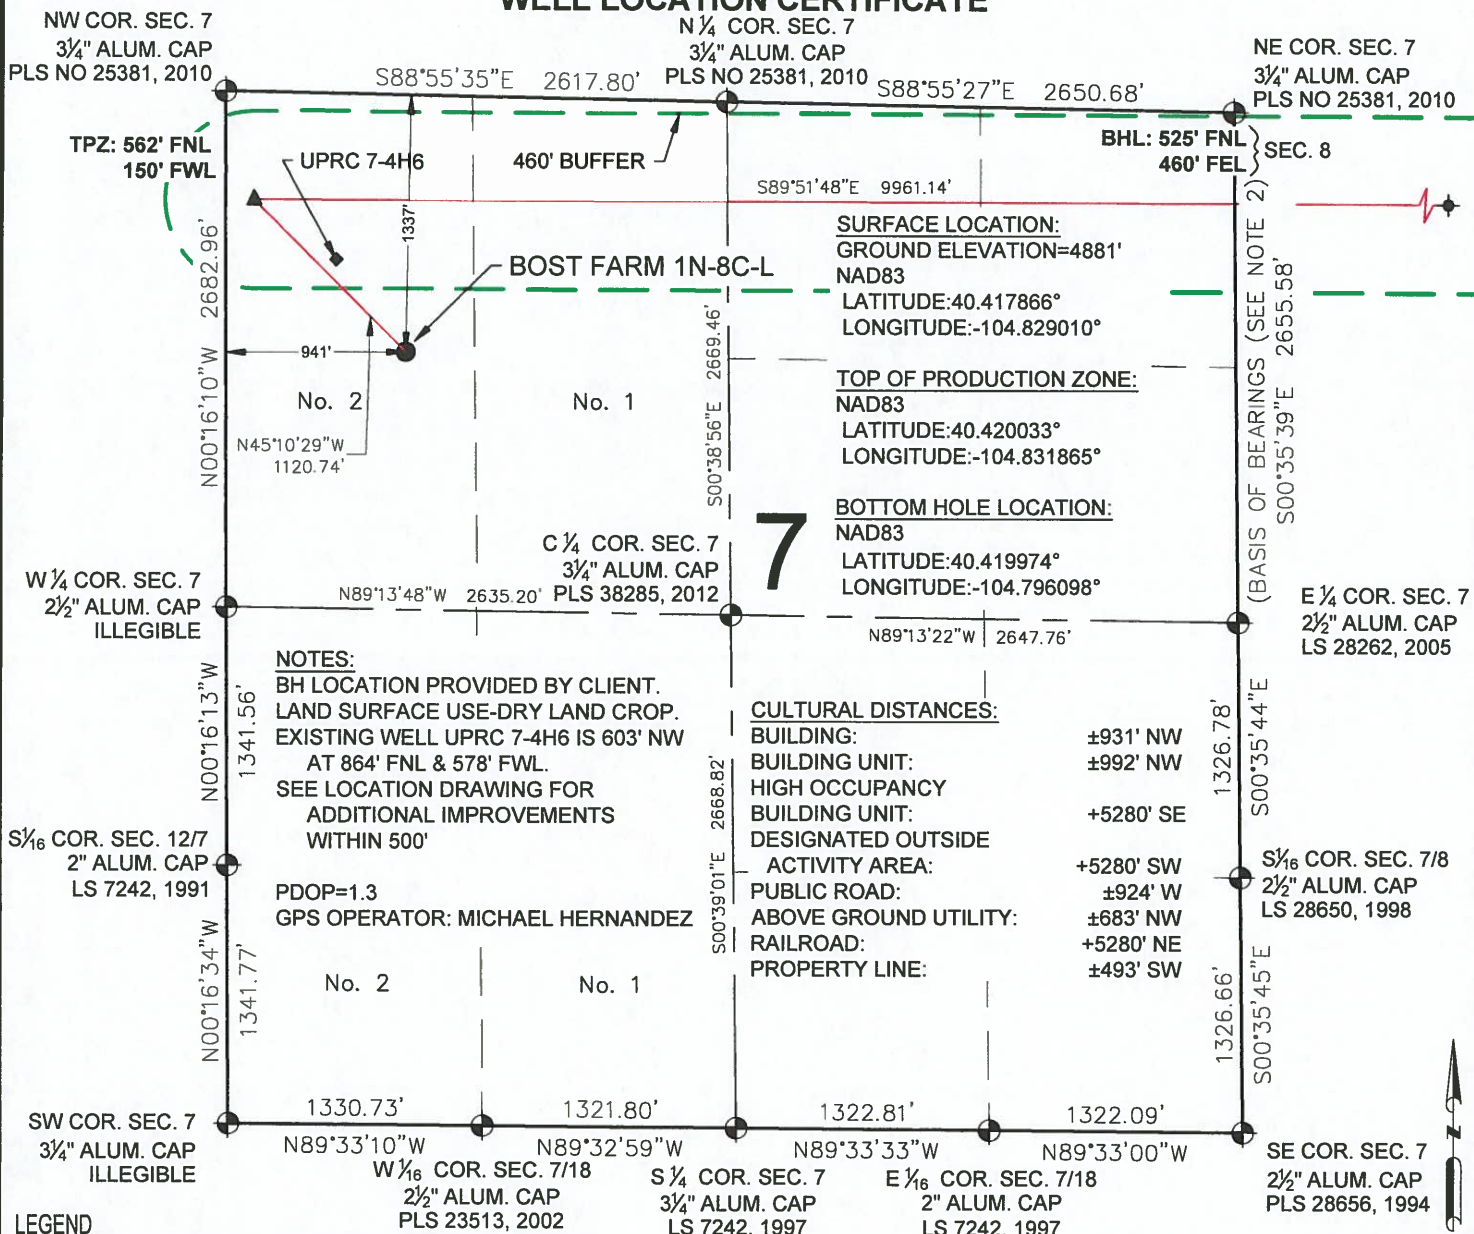 WELL LOCATION CERTIFICATE
NW COR. SEC. 7
3¼" ALUM. CAP
PLS NO 25381, 2010
N ¼ COR. SEC. 7
3¼" ALUM. CAP
PLS NO 25381, 2010
NE COR. SEC. 7
3¼" ALUM. CAP
PLS NO 25381, 2010
S88°55'35"E 2617.80'
S88°55'27"E 2650.68'
TPZ: 562' FNL
150' FWL
UPRC 7-4H6
460' BUFFER
BHL: 525' FNL
460' FEL
SEC. 8
S89°51'48"E 9961.14'
1337'
BOST FARM 1N-8C-L
941'
No. 2
No. 1
N45°10'29"W
1120.74'
N00°16'10"W 2682.96'
S00°38'56"E 2669.46'
SURFACE LOCATION:
GROUND ELEVATION=4881'
NAD83
LATITUDE:40.417866°
LONGITUDE:-104.829010°
TOP OF PRODUCTION ZONE:
NAD83
LATITUDE:40.420033°
LONGITUDE:-104.831865°
BOTTOM HOLE LOCATION:
NAD83
LATITUDE:40.419974°
LONGITUDE:-104.796098°
7
(BASIS OF BEARINGS (SEE NOTE 2)
S00°35'39"E 2655.58'
W ¼ COR. SEC. 7
2½" ALUM. CAP
ILLEGIBLE
C ¼ COR. SEC. 7
3¼" ALUM. CAP
PLS 38285, 2012
N89°13'48"W 2635.20'
N89°13'22"W 2647.76'
E ¼ COR. SEC. 7
2½" ALUM. CAP
LS 28262, 2005
NOTES:
BH LOCATION PROVIDED BY CLIENT.
LAND SURFACE USE-DRY LAND CROP.
EXISTING WELL UPRC 7-4H6 IS 603' NW
AT 864' FNL & 578' FWL.
SEE LOCATION DRAWING FOR
ADDITIONAL IMPROVEMENTS
WITHIN 500'
PDOP=1.3
GPS OPERATOR: MICHAEL HERNANDEZ
N00°16'13"W
1341.56'
S00°39'01"E 2668.82'
CULTURAL DISTANCES:
BUILDING: ±931' NW
BUILDING UNIT: ±992' NW
HIGH OCCUPANCY
BUILDING UNIT: +5280' SE
DESIGNATED OUTSIDE
ACTIVITY AREA: +5280' SW
PUBLIC ROAD: ±924' W
ABOVE GROUND UTILITY: ±683' NW
RAILROAD: +5280' NE
PROPERTY LINE: ±493' SW
1326.78'
S00°35'44"E
S1⁄16 COR. SEC. 12/7
2" ALUM. CAP
LS 7242, 1991
S1⁄16 COR. SEC. 7/8
2½" ALUM. CAP
LS 28650, 1998
N00°16'34"W
1341.77'
No. 2
No. 1
1326.66'
S00°35'45"E
SW COR. SEC. 7
3¼" ALUM. CAP
ILLEGIBLE
1330.73'
N89°33'10"W
1321.80'
N89°32'59"W
1322.81'
N89°33'33"W
1322.09'
N89°33'00"W
W 1⁄16 COR. SEC. 7/18
2½" ALUM. CAP
PLS 23513, 2002
S ¼ COR. SEC. 7
3¼" ALUM. CAP
LS 7242, 1997
E 1⁄16 COR. SEC. 7/18
2" ALUM. CAP
LS 7242, 1997
SE COR. SEC. 7
2½" ALUM. CAP
PLS 28656, 1994
N
LEGEND